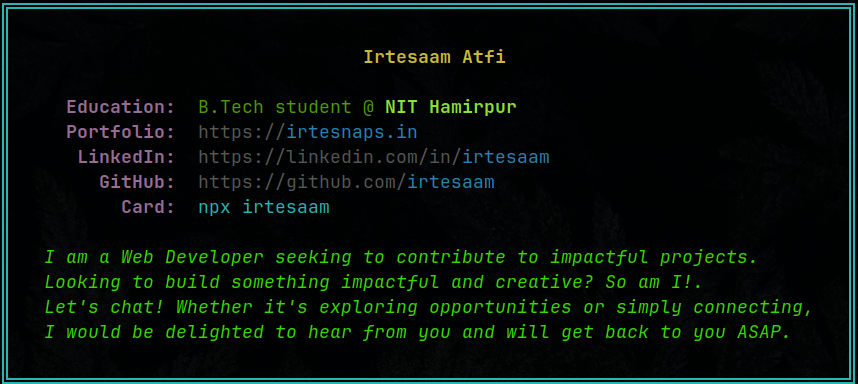 Irtesaam Atfi
Education: B.Tech student @ NIT Hamirpur
Portfolio: https://irtesnaps.in
LinkedIn: https://linkedin.com/in/irtesaam
GitHub: https://github.com/irtesaam
Card: npx irtesaam
I am a Web Developer seeking to contribute to impactful projects.
Looking to build something impactful and creative? So am I!.
Let's chat! Whether it's exploring opportunities or simply connecting,
I would be delighted to hear from you and will get back to you ASAP.